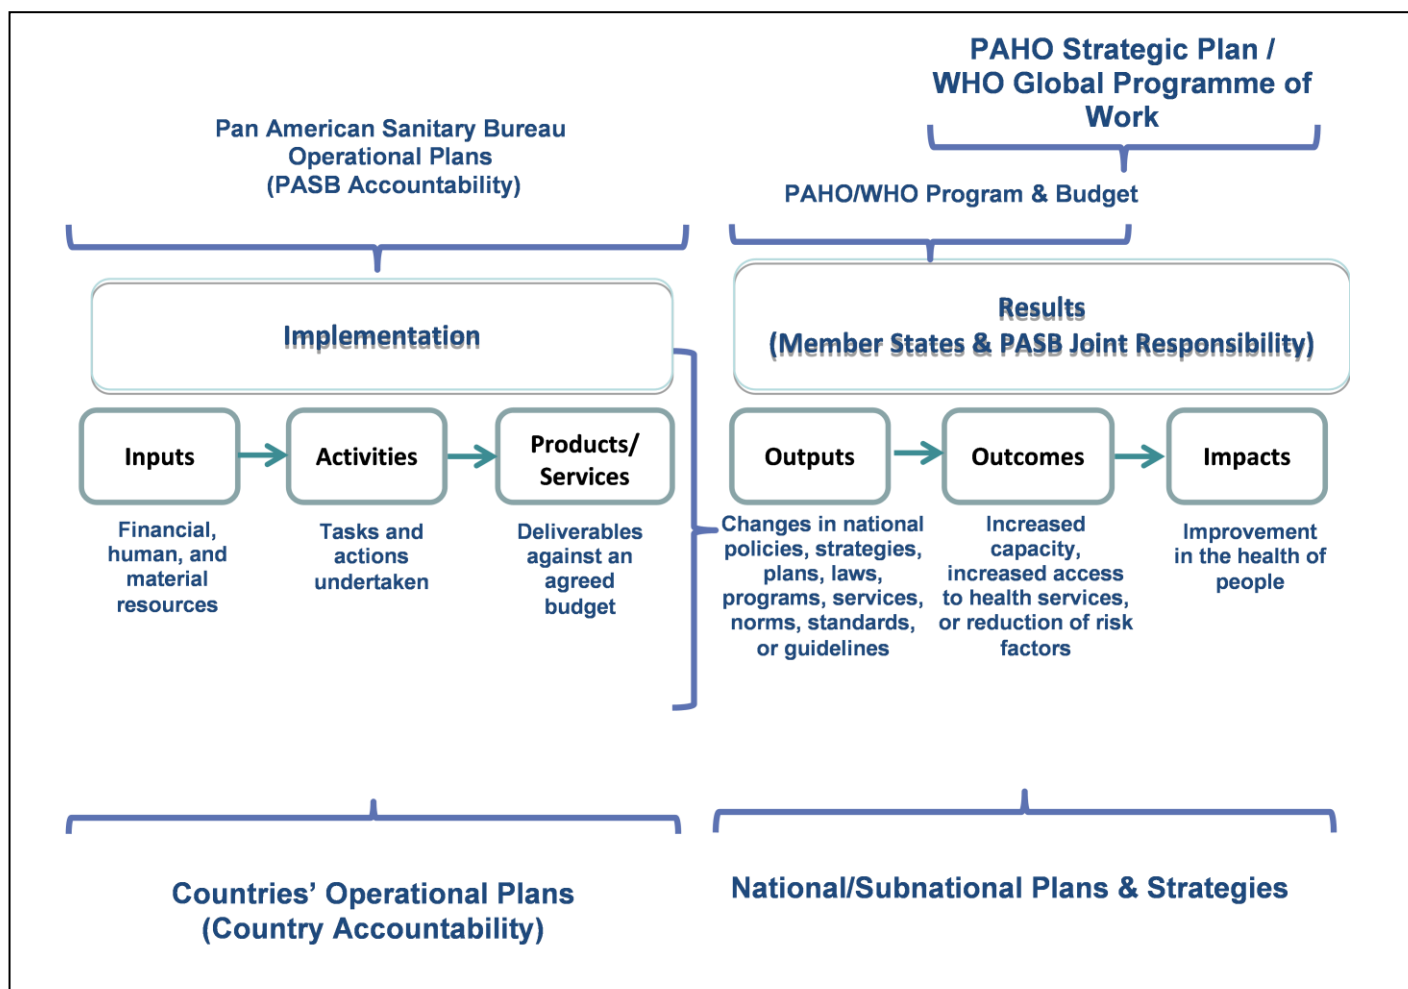 PAHO Strategic Plan /
WHO Global Programme of
Work
Pan American Sanitary Bureau
Operational Plans
(PASB Accountability)
PAHO/WHO Program & Budget
Implementation
Results
(Member States & PASB Joint Responsibility)
Inputs
Activities
Products/
Services
Outputs
Outcomes
Impacts
Financial,
human, and
material
resources
Tasks and
actions
undertaken
Deliverables
against an
agreed
budget
Changes in national
policies, strategies,
plans, laws,
programs, services,
norms, standards,
or guidelines
Increased
capacity,
increased access
to health services,
or reduction of risk
factors
Improvement
in the health of
people
Countries’ Operational Plans
(Country Accountability)
National/Subnational Plans & Strategies